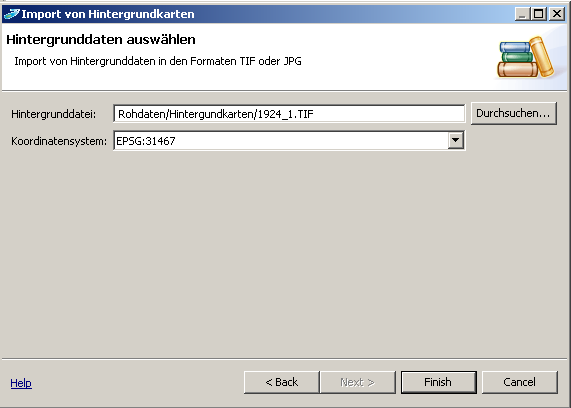 Import von Hintergrundkarten
Hintergrunddaten auswählen
Import von Hintergrunddaten in den Formaten TIF oder JPG
Hintergrunddatei: Rohdaten/Hintergundkarten/1924_1.TIF Durchsuchen...
Koordinatensystem: EPSG:31467
Help < Back Next > Finish Cancel